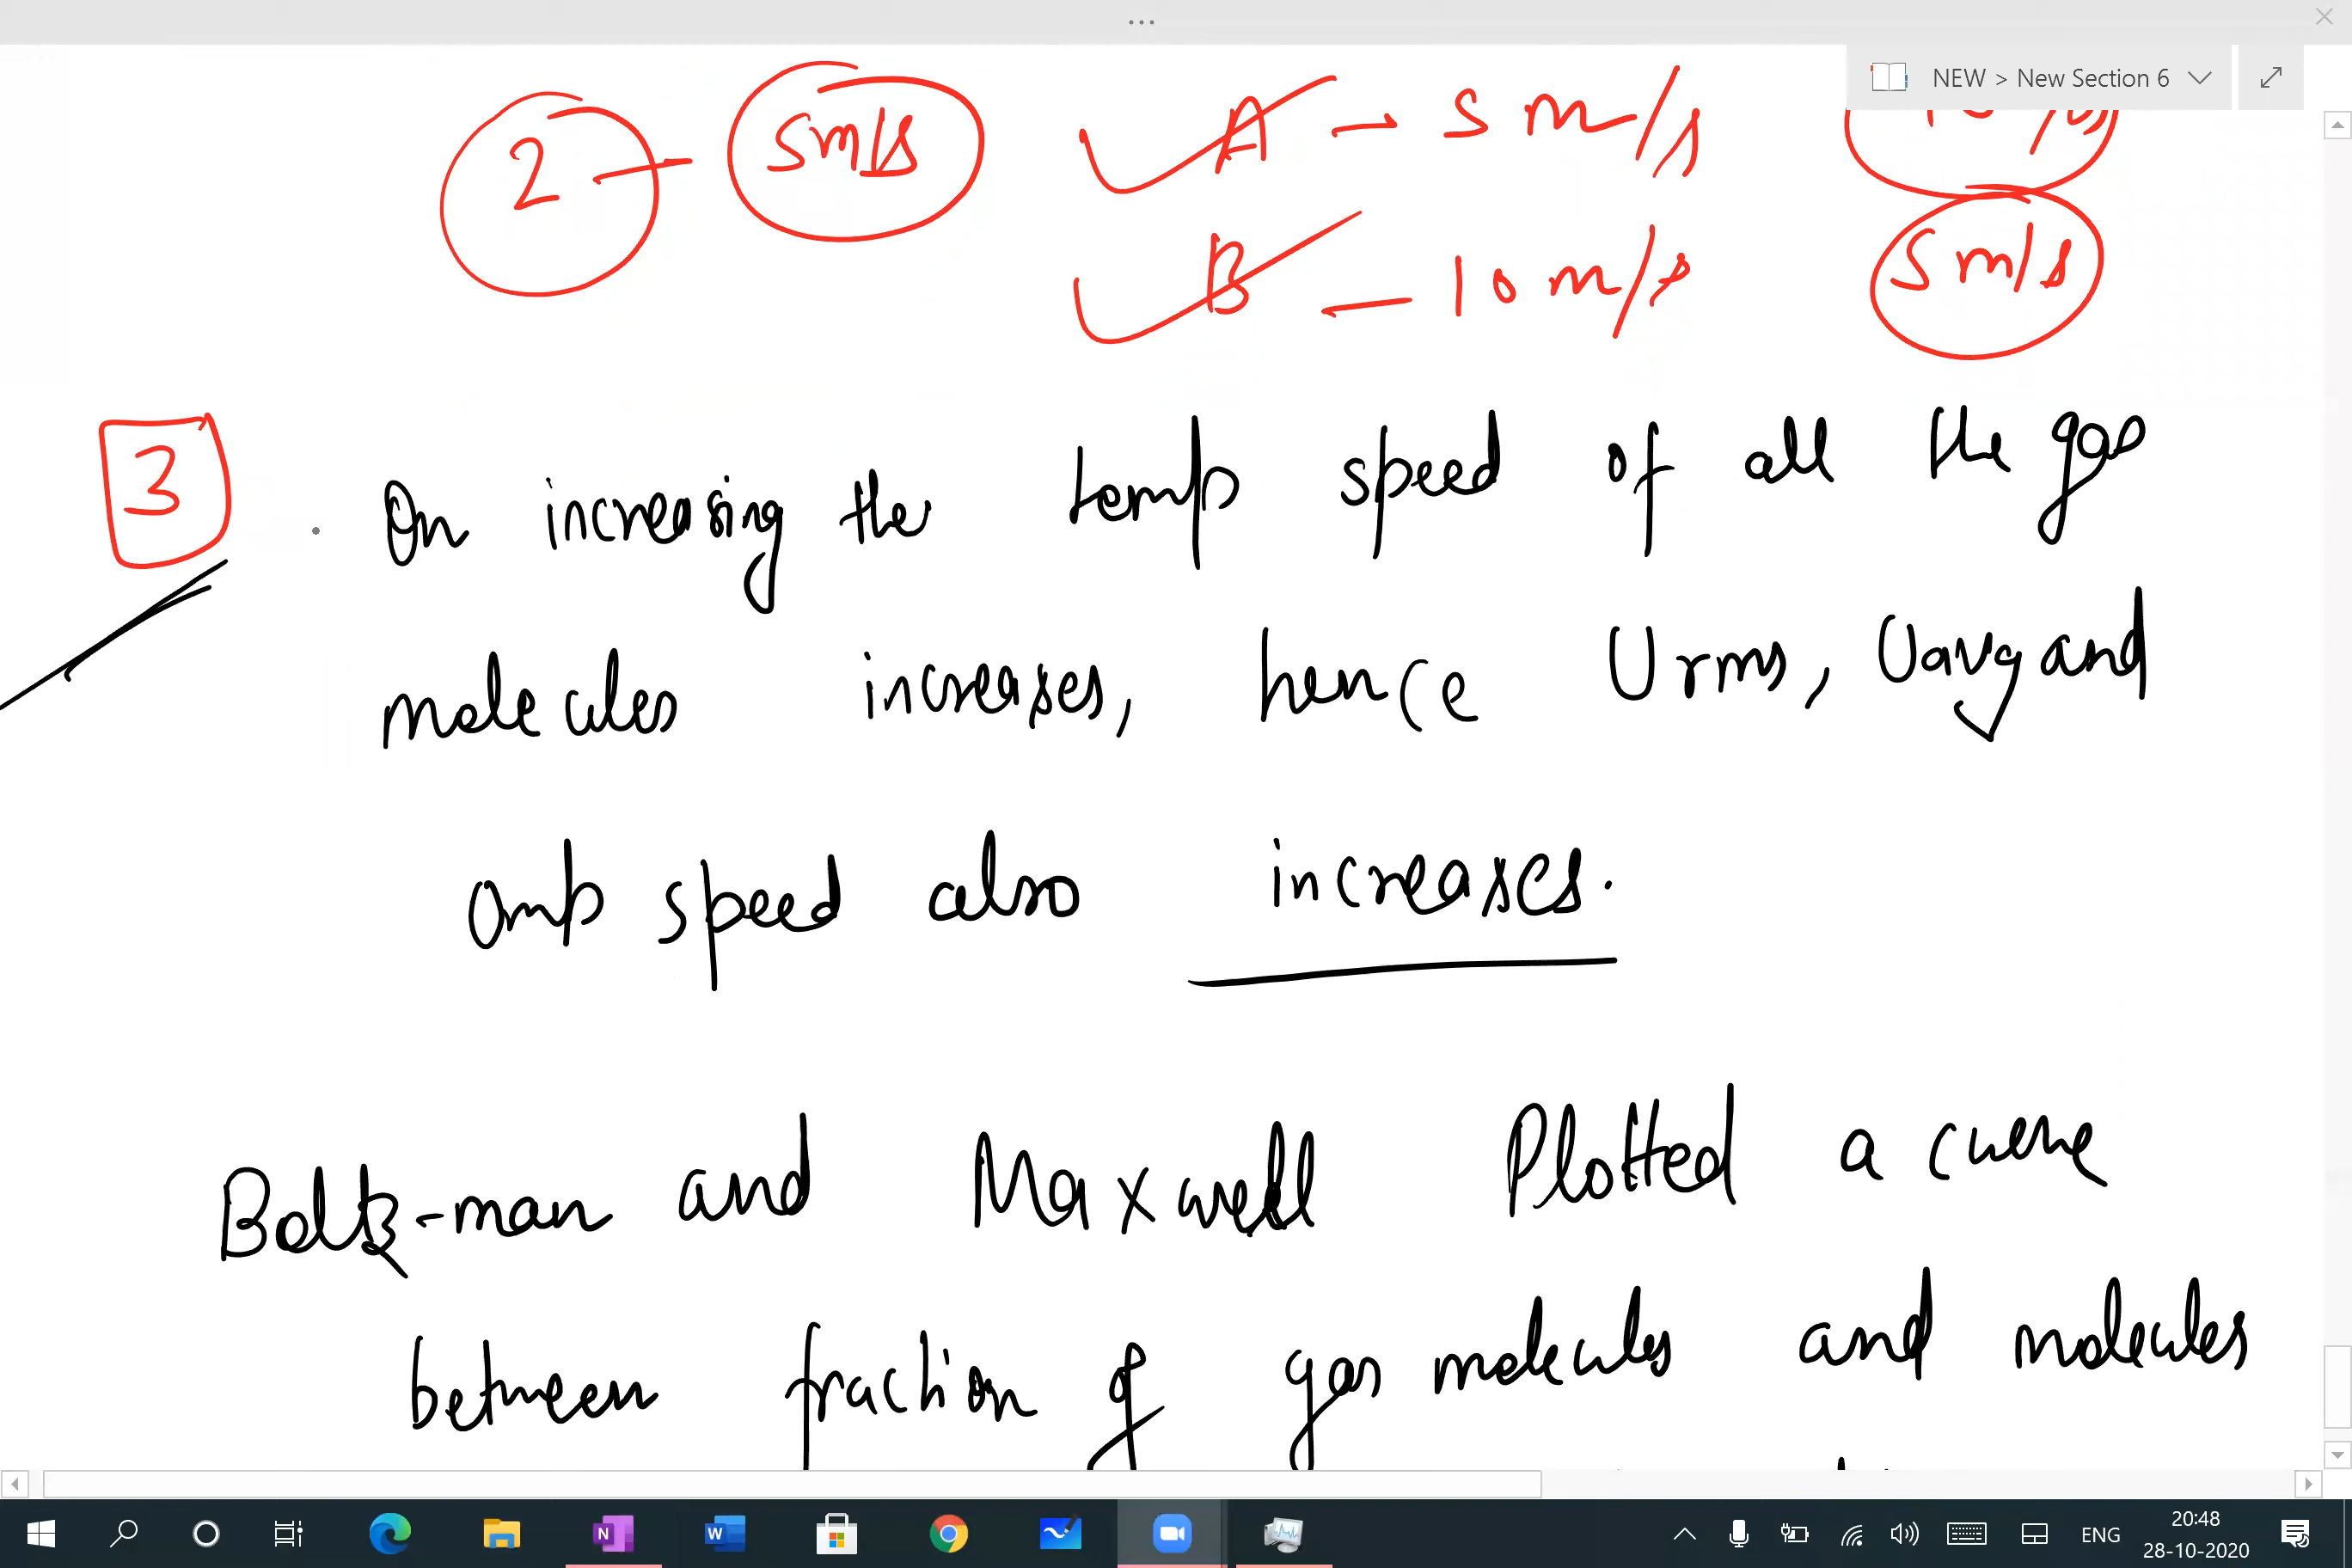 ...
NEW > New Section 6
2 — 5m/s
A — 5 m/s
B — 10 m/s
5 m/s
3
On increasing the temp speed of all the gas
molecules increases, hence Urms, Uavg and
amp speed also increases.
Boltz-man and Maxwell Plotted a curve
between fraction of gas molecules and molecules
ENG
20:48
28-10-2020